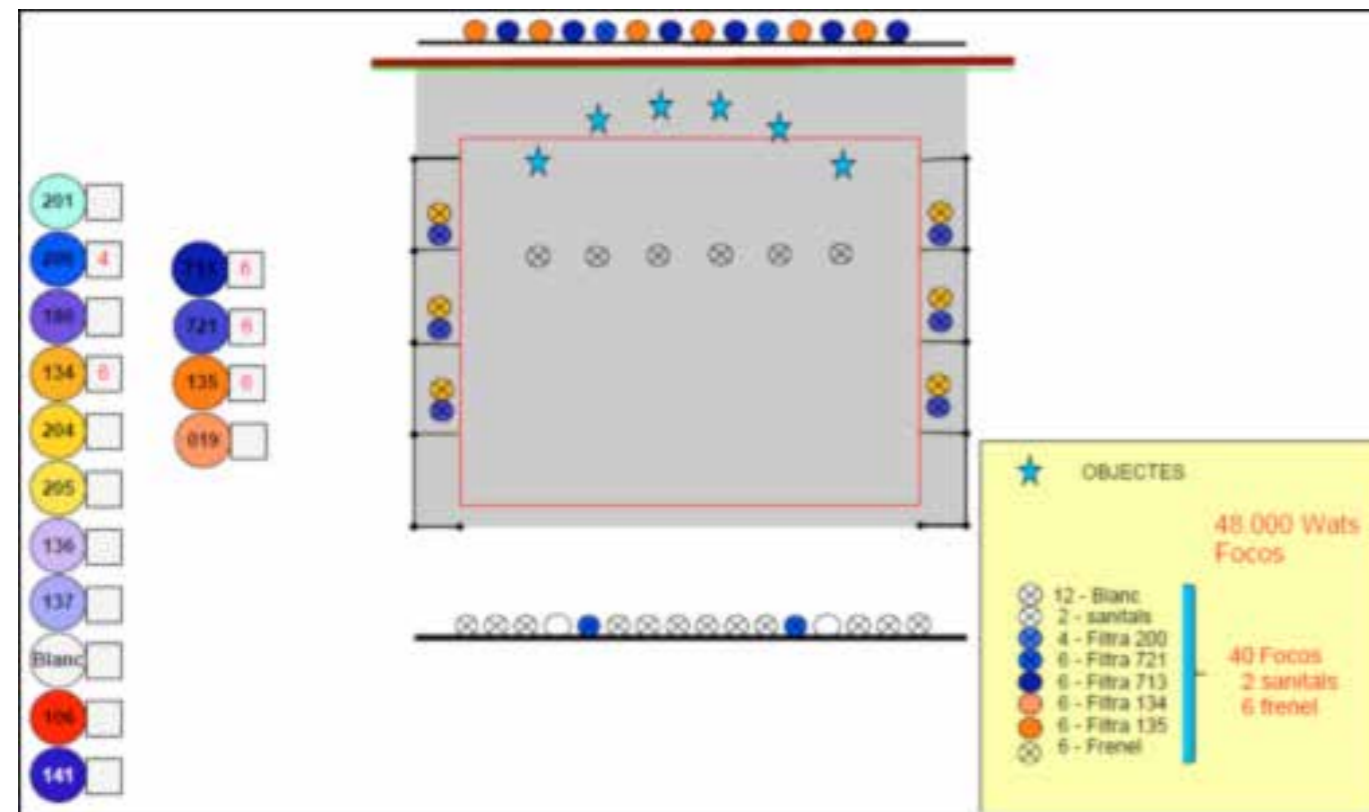 201
200 4
180
134 6
204
205
136
137
Blanc
106
141
713 6
721 6
135 6
019
OBJECTES
48.000 Wats
Focos
12 - Blanc
2 - sanitals
4 - Filtra 200
6 - Filtra 721
6 - Filtra 713
6 - Filtra 134
6 - Filtra 135
6 - Frenel
40 Focos
2 sanitals
6 frenel